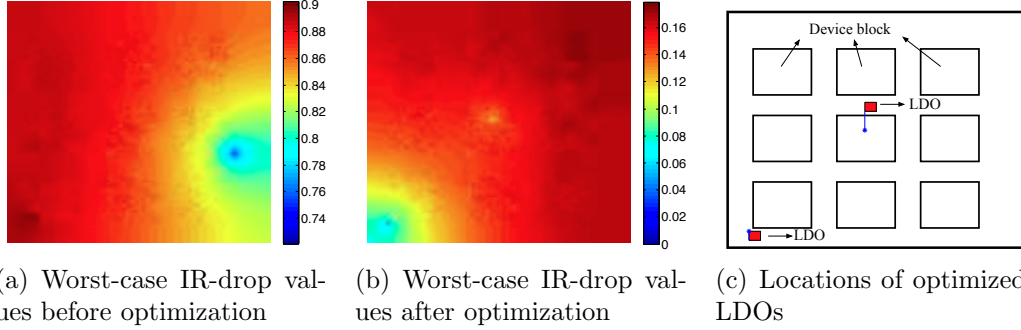 0.9
0.88
0.86
0.84
0.82
0.8
0.78
0.76
0.74
0.16
0.14
0.12
0.1
0.08
0.06
0.04
0.02
0
Device block
LDO
LDO
(a) Worst-case IR-drop val-
ues before optimization
(b) Worst-case IR-drop val-
ues after optimization
(c) Locations of optimized
LDOs